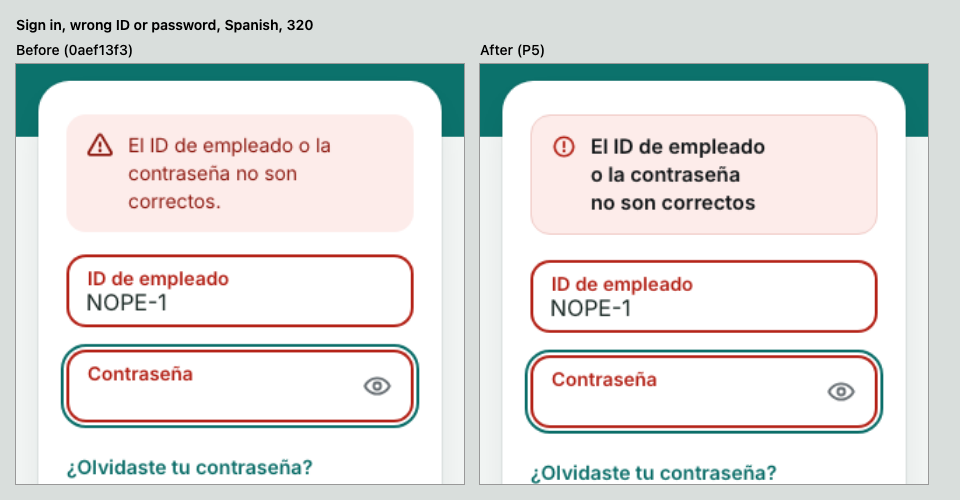 Sign in, wrong ID or password, Spanish, 320
Before (0aef13f3)
El ID de empleado o la
contraseña no son
correctos.
ID de empleado
NOPE-1
Contraseña
¿Olvidaste tu contraseña?
After (P5)
El ID de empleado
o la contraseña
no son correctos
ID de empleado
NOPE-1
Contraseña
¿Olvidaste tu contraseña?